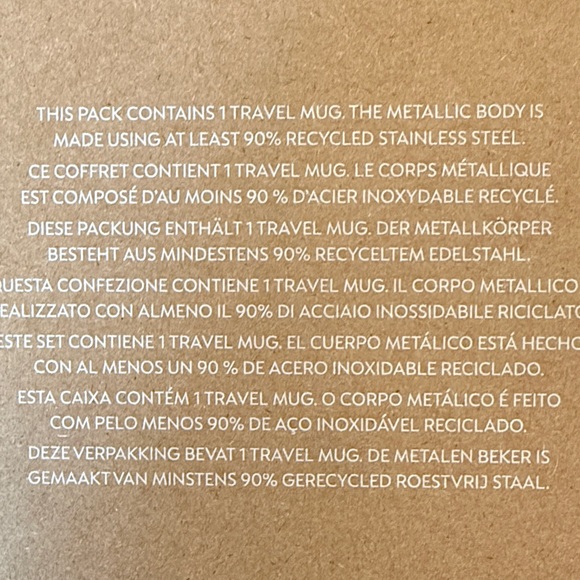 THIS PACK CONTAINS 1 TRAVEL MUG. THE METALLIC BODY IS
MADE USING AT LEAST 90% RECYCLED STAINLESS STEEL.
CE COFFRET CONTIENT 1 TRAVEL MUG. LE CORPS MÉTALLIQUE
EST COMPOSÉ D'AU MOINS 90 % D'ACIER INOXYDABLE RECYCLÉ.
DIESE PACKUNG ENTHÄLT 1 TRAVEL MUG. DER METALLKÖRPER
BESTEHT AUS MINDESTENS 90% RECYCELTEM EDELSTAHL.
QUESTA CONFEZIONE CONTIENE 1 TRAVEL MUG. IL CORPO METALLICO
EALIZZATO CON ALMENO IL 90% DI ACCIAIO INOSSIDABILE RICICLATO
ESTE SET CONTIENE 1 TRAVEL MUG. EL CUERPO METÁLICO ESTÁ HECHO
CON AL MENOS UN 90 % DE ACERO INOXIDABLE RECICLADO.
ESTA CAIXA CONTÉM 1 TRAVEL MUG. O CORPO METÁLICO É FEITO
COM PELO MENOS 90% DE AÇO INOXIDÁVEL RECICLADO.
DEZE VERPAKKING BEVAT 1 TRAVEL MUG. DE METALEN BEKER IS
GEMAAKT VAN MINSTENS 90% GERECYCLED ROESTVRIJ STAAL.